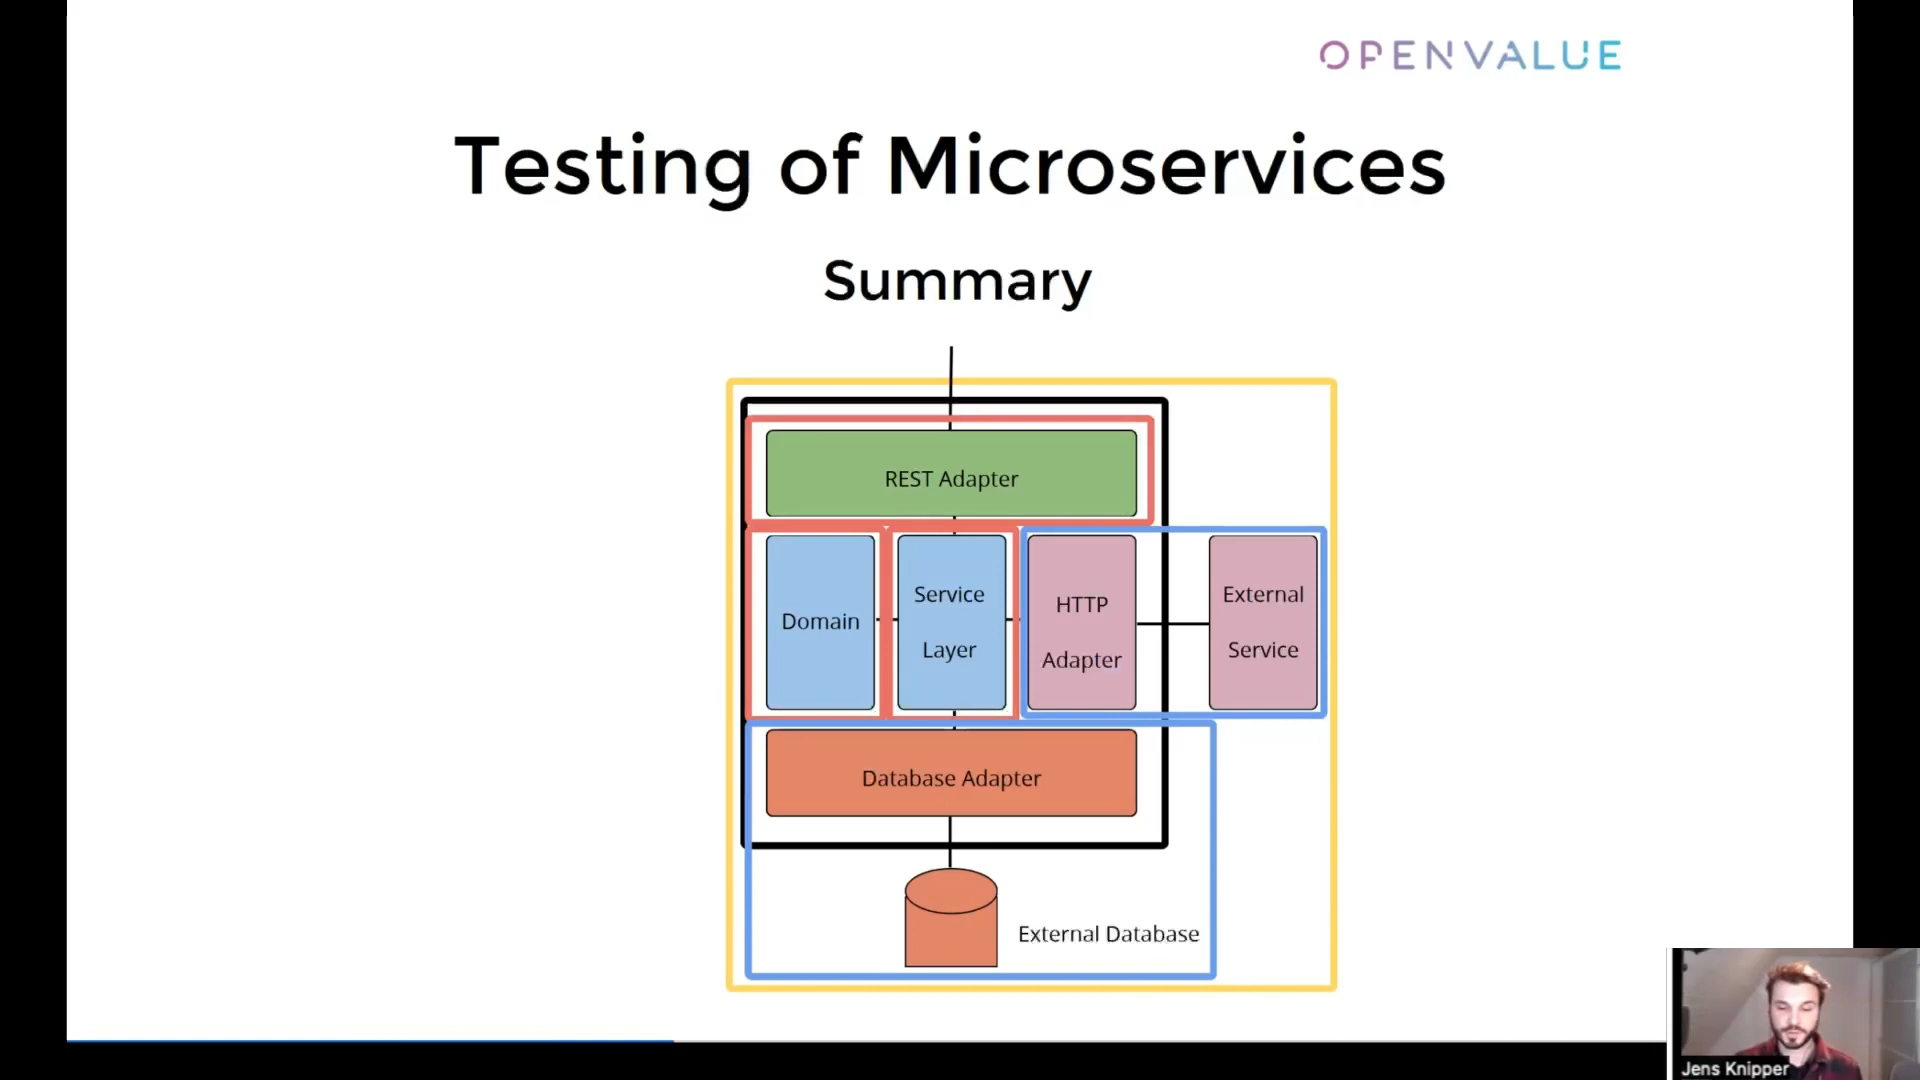 OPENVALUE
Testing of Microservices
Summary
REST Adapter
Domain
Service
Layer
HTTP
Adapter
External
Service
Database Adapter
External Database
Jens Knipper